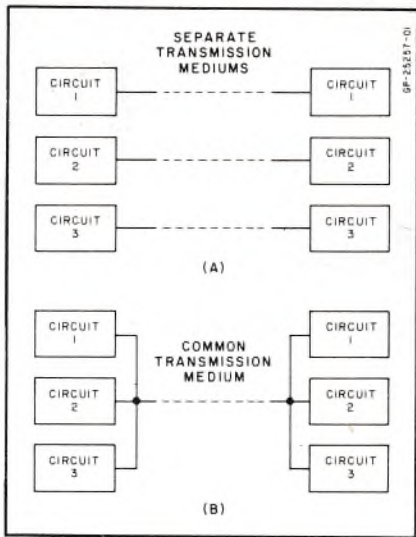 SEPARATE
TRANSMISSION
MEDIUMS
GP-25257-01
CIRCUIT
1
CIRCUIT
1
CIRCUIT
2
CIRCUIT
2
CIRCUIT
3
CIRCUIT
3
(A)
COMMON
TRANSMISSION
MEDIUM
CIRCUIT
1
CIRCUIT
1
CIRCUIT
2
CIRCUIT
2
CIRCUIT
3
CIRCUIT
3
(B)